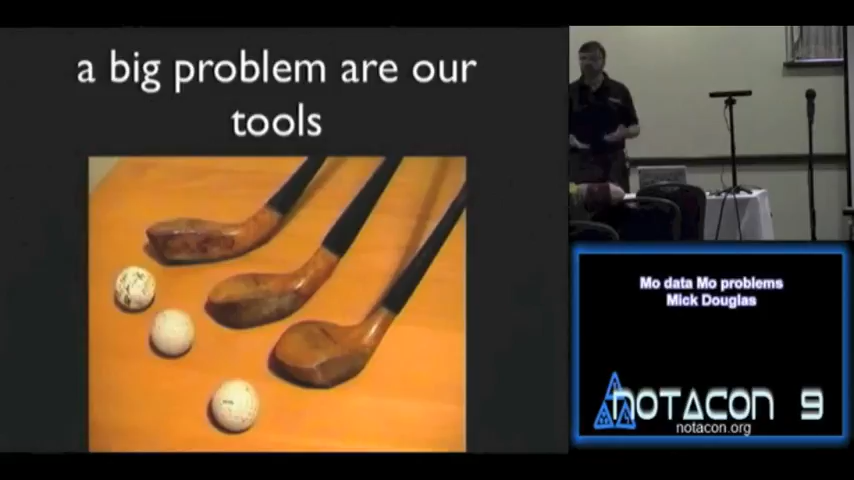 a big problem are our
tools
Mo data Mo problems
Mick Douglas
NOTACON 9
notacon.org